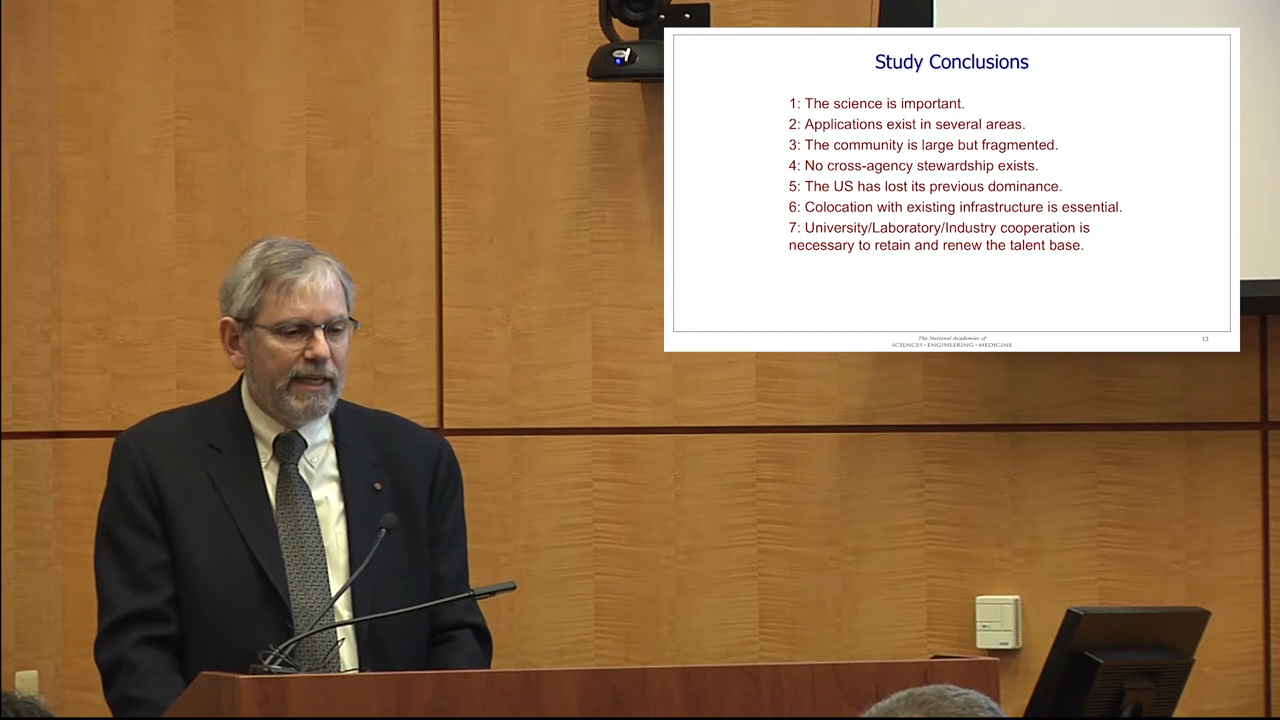 Study Conclusions
1: The science is important.
2: Applications exist in several areas.
3: The community is large but fragmented.
4: No cross-agency stewardship exists.
5: The US has lost its previous dominance.
6: Colocation with existing infrastructure is essential.
7: University/Laboratory/Industry cooperation is
necessary to retain and renew the talent base.
The National Academies of
SCIENCES • ENGINEERING • MEDICINE
13